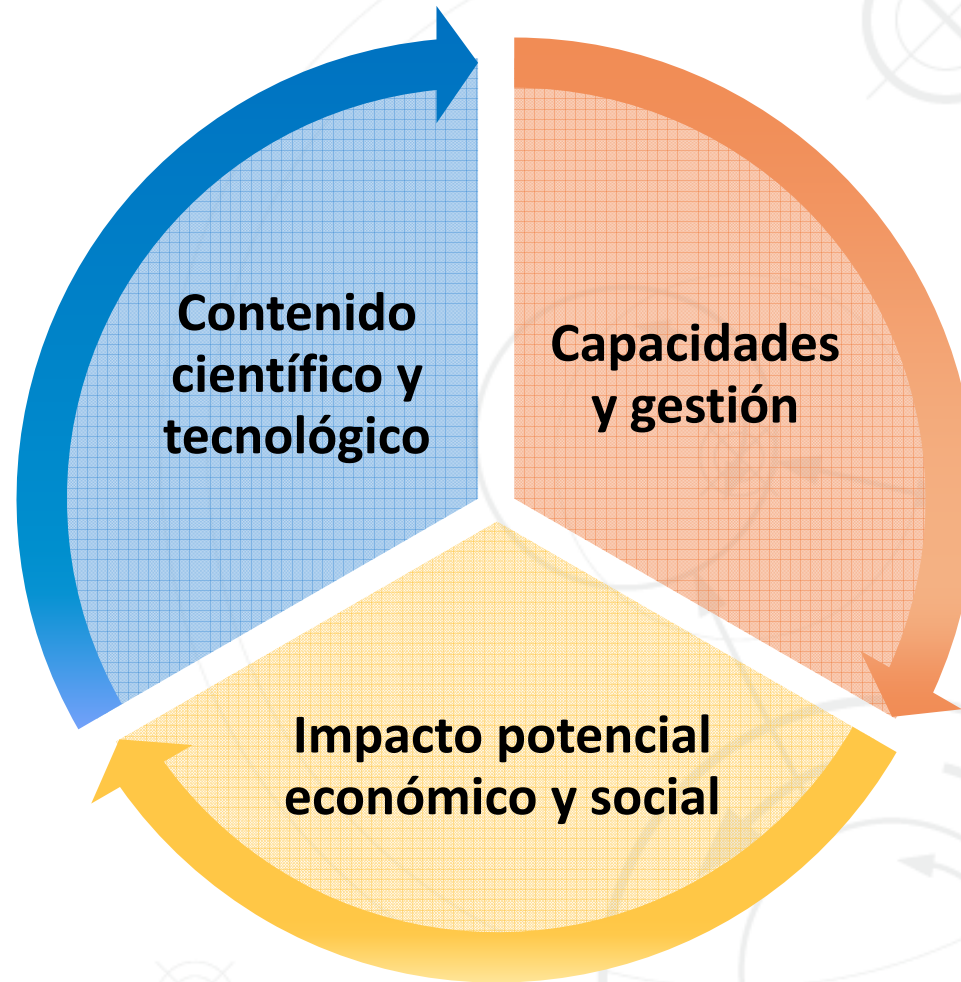 Contenido
científico y
tecnológico
Capacidades
y gestión
Impacto potencial
económico y social